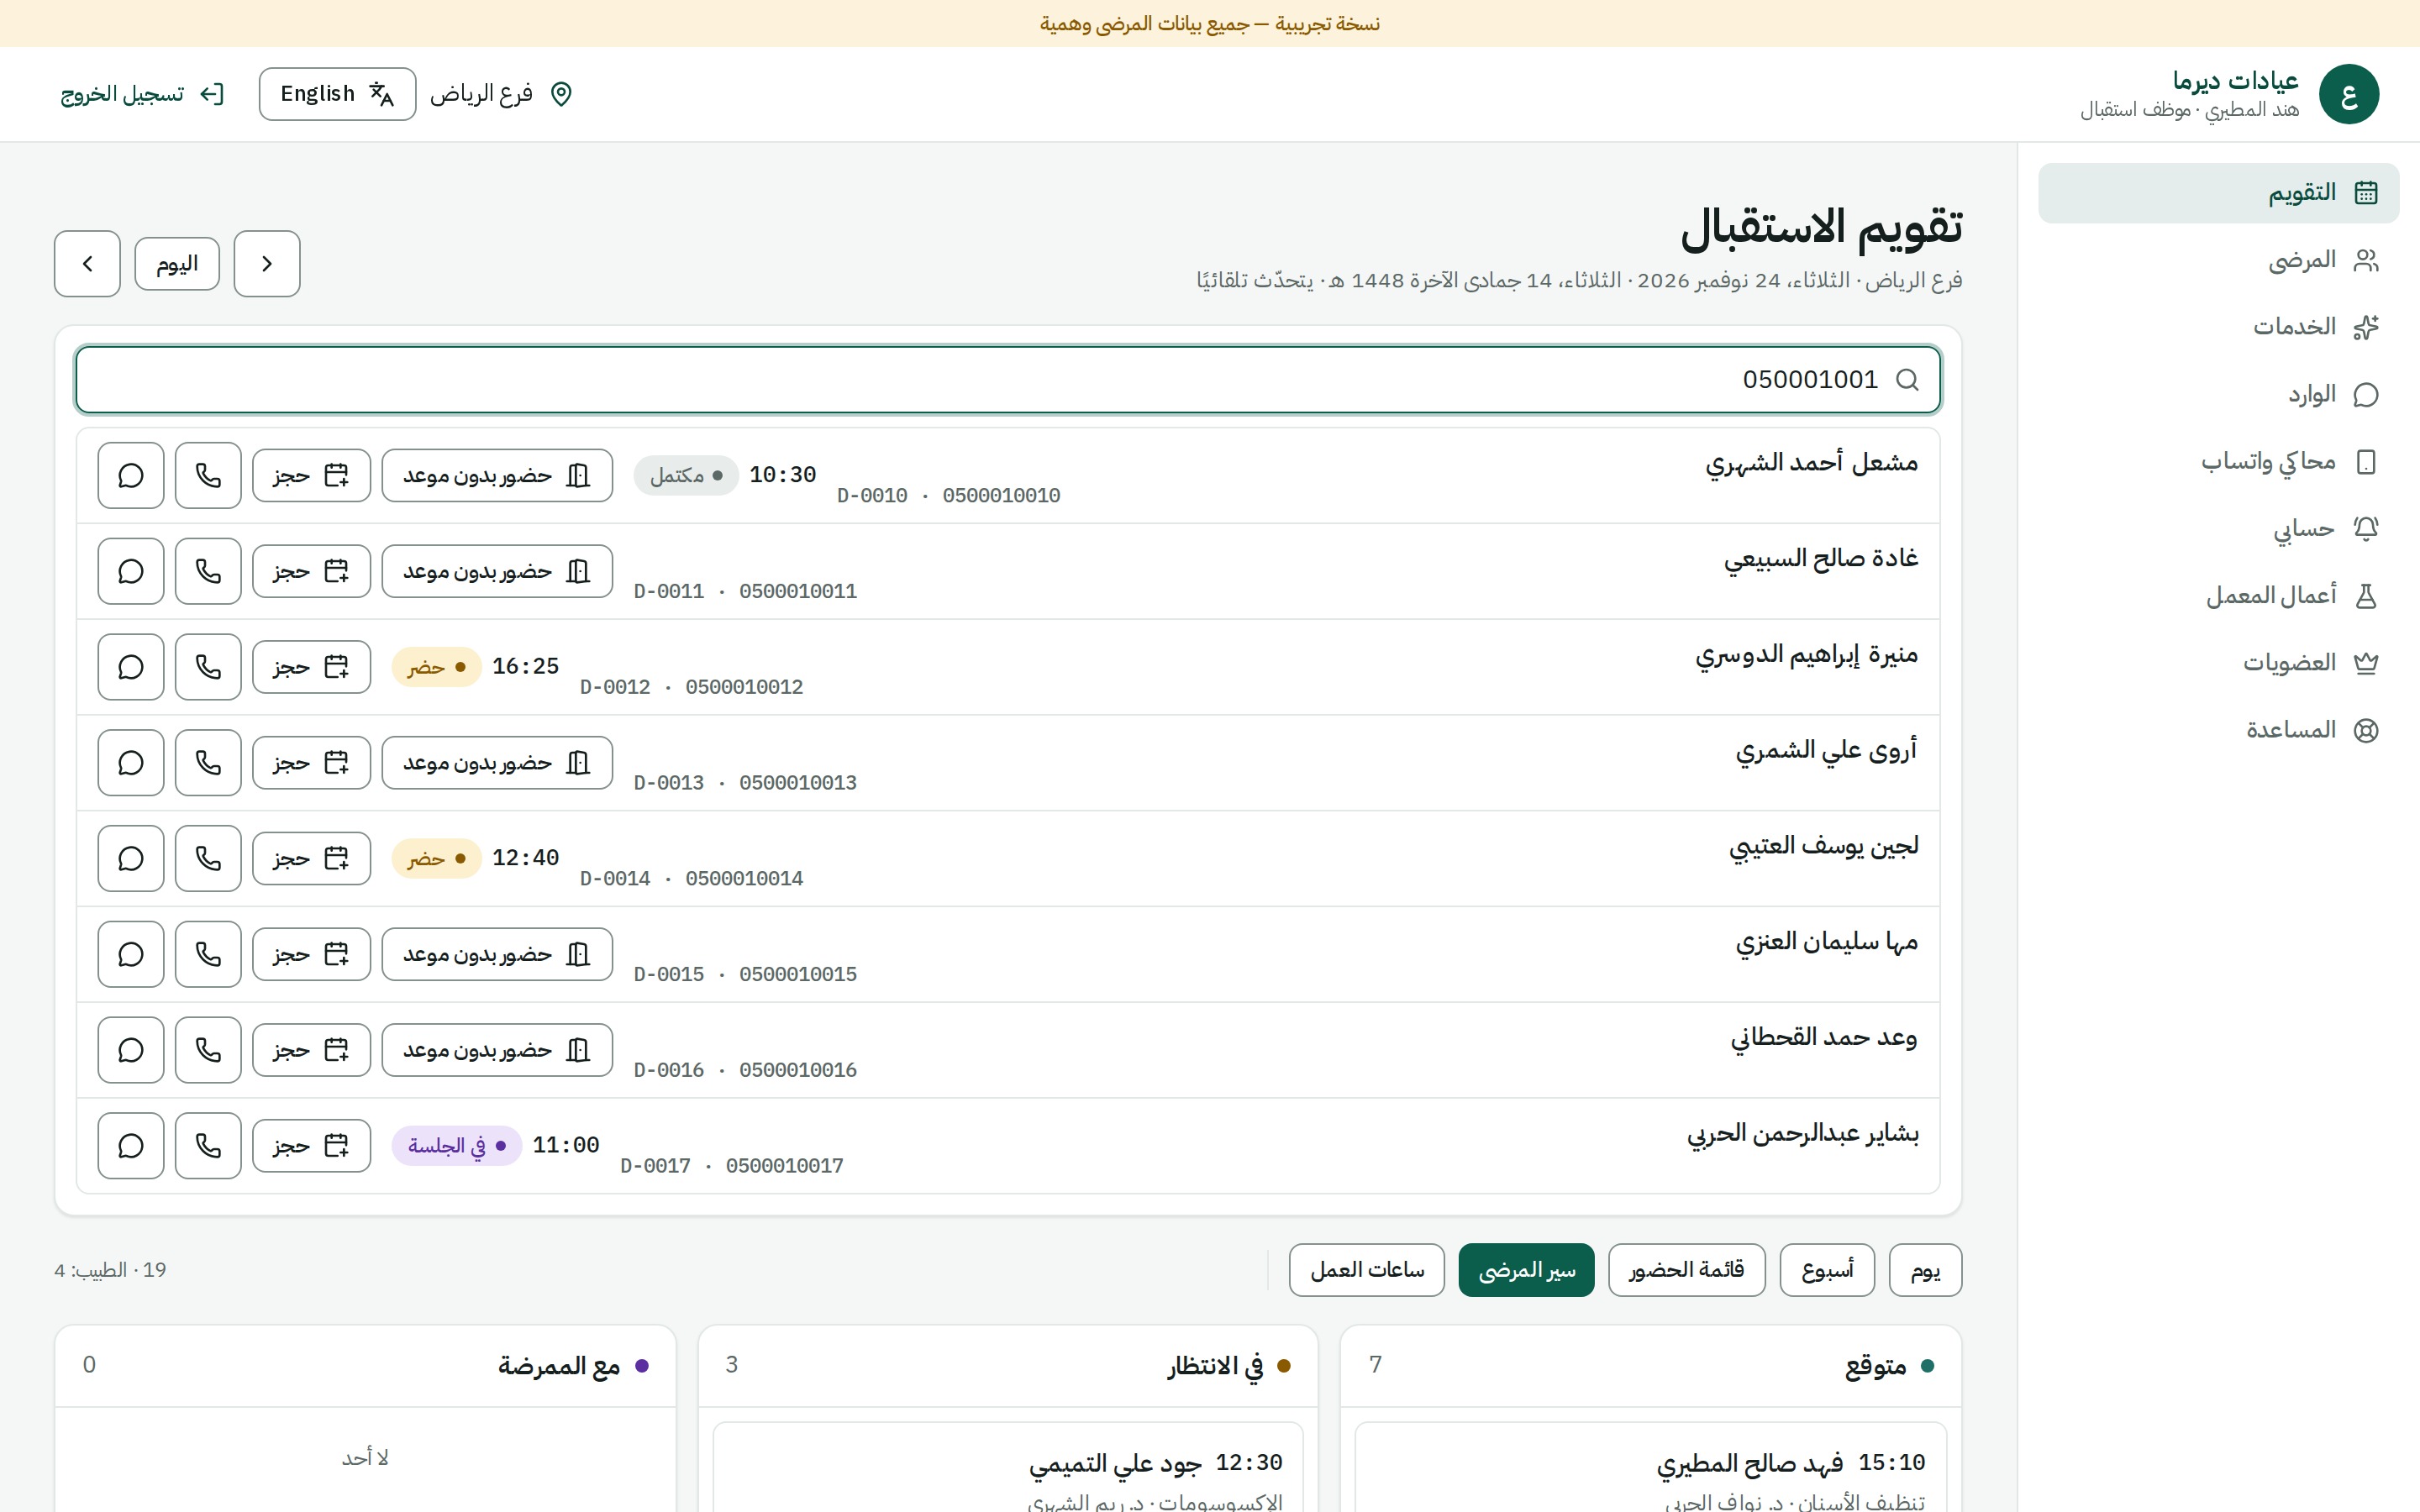 نسخة تجريبية — جميع بيانات المرضى وهمية
ع
عيادات ديرما
هند المطيري · موظف استقبال
فرع الرياض
English
تسجيل الخروج
التقويم
المرضى
الخدمات
الوارد
محاكي واتساب
حسابي
أعمال المعمل
العضويات
المساعدة
تقويم الاستقبال
فرع الرياض · الثلاثاء، 24 نوفمبر 2026 · الثلاثاء، 14 جمادى الآخرة 1448 هـ · يتحدّث تلقائيًا
اليوم
050001001
مشعل أحمد الشهري
D-0010 · 0500010010
10:30 مكتمل
حضور بدون موعد
حجز
غادة صالح السبيعي
D-0011 · 0500010011
حضور بدون موعد
حجز
منيرة إبراهيم الدوسري
D-0012 · 0500010012
16:25 حضر
حجز
أروى علي الشمري
D-0013 · 0500010013
حضور بدون موعد
حجز
لجين يوسف العتيبي
D-0014 · 0500010014
12:40 حضر
حجز
مها سليمان العنزي
D-0015 · 0500010015
حضور بدون موعد
حجز
وعد حمد القحطاني
D-0016 · 0500010016
حضور بدون موعد
حجز
بشاير عبدالرحمن الحربي
D-0017 · 0500010017
11:00 في الجلسة
حجز
يوم
أسبوع
قائمة الحضور
سير المرضى
ساعات العمل
19 · الطبيب: 4
متوقع 7
15:10 فهد صالح المطيري
تنظيف الأسنان · د. نواف الحربي
في الانتظار 3
12:30 جود علي التميمي
الإكسوسومات · د. ريم الشهري
مع الممرضة 0
لا أحد